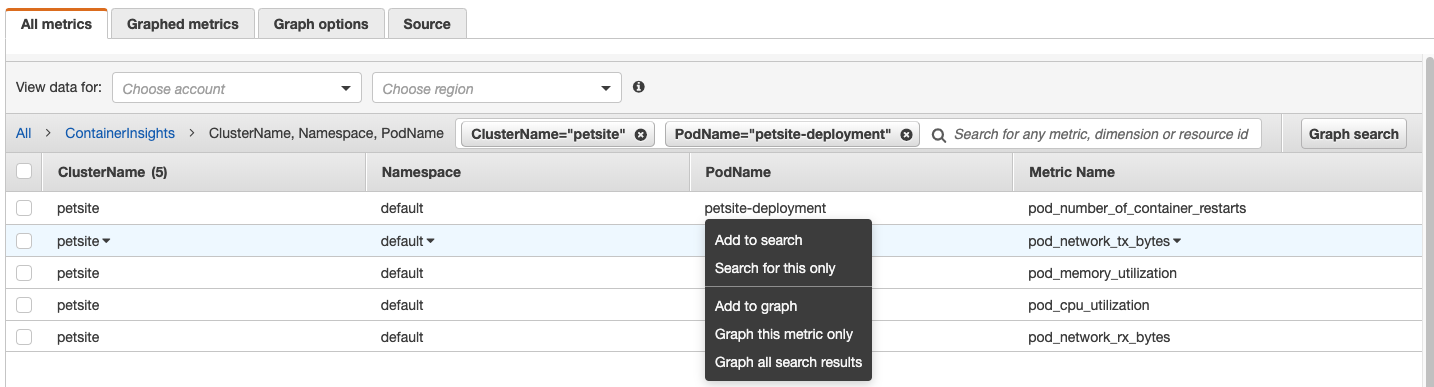 All metrics Graphed metrics Graph options Source
View data for: Choose account Choose region
All > ContainerInsights > ClusterName, Namespace, PodName ClusterName="petsite" PodName="petsite-deployment" Search for any metric, dimension or resource id Graph search
ClusterName (5) Namespace PodName Metric Name
petsite default petsite-deployment pod_number_of_container_restarts
petsite default pod_network_tx_bytes
petsite default pod_memory_utilization
petsite default pod_cpu_utilization
petsite default pod_network_rx_bytes
Add to search
Search for this only
Add to graph
Graph this metric only
Graph all search results